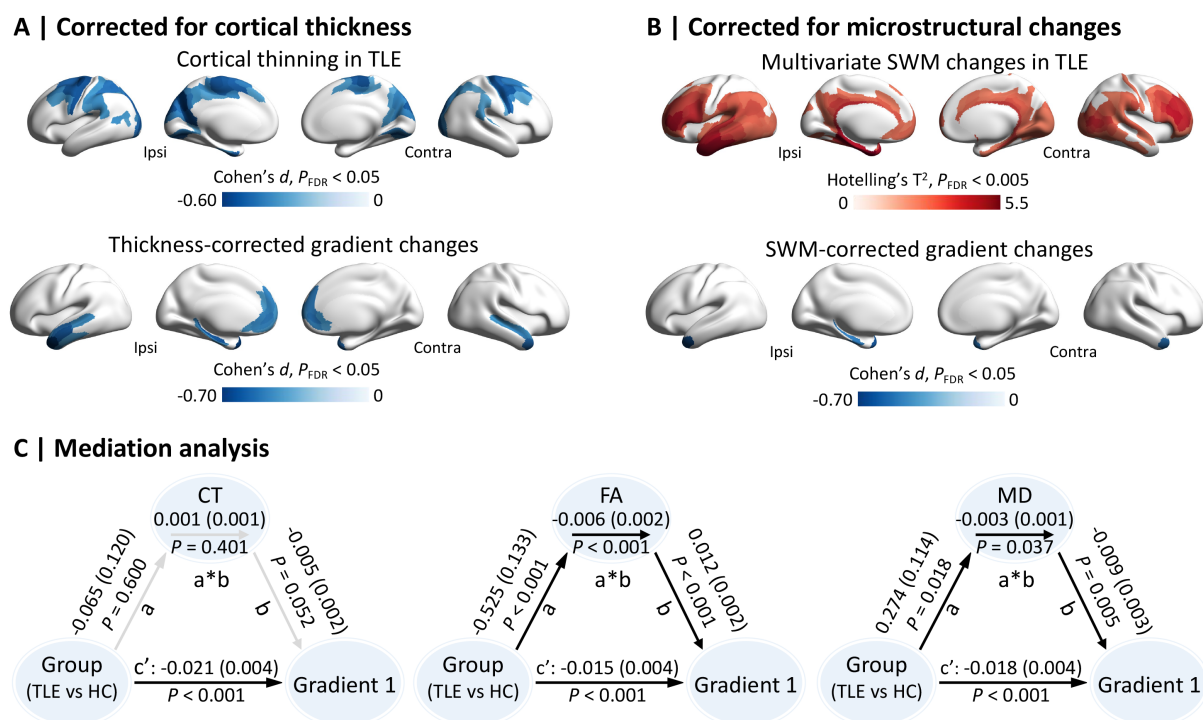 A | Corrected for cortical thickness
Cortical thinning in TLE
Ipsi
Contra
Cohen's d, PFDR < 0.05
-0.60
0
Thickness-corrected gradient changes
Ipsi
Contra
Cohen's d, PFDR < 0.05
-0.70
0
B | Corrected for microstructural changes
Multivariate SWM changes in TLE
Ipsi
Contra
Hotelling's T², PFDR < 0.005
0
5.5
SWM-corrected gradient changes
Ipsi
Contra
Cohen's d, PFDR < 0.05
-0.70
0
C | Mediation analysis
CT
0.001 (0.001)
P = 0.401
a*b
-0.065 (0.120)
P = 0.600
a
-0.005 (0.002)
P = 0.052
b
Group
(TLE vs HC)
c’: -0.021 (0.004)
P < 0.001
Gradient 1
FA
-0.006 (0.002)
P < 0.001
a*b
-0.525 (0.133)
P < 0.001
a
0.012 (0.002)
P < 0.001
b
Group
(TLE vs HC)
c’: -0.015 (0.004)
P < 0.001
Gradient 1
MD
-0.003 (0.001)
P = 0.037
a*b
0.274 (0.114)
P = 0.018
a
-0.009 (0.003)
P = 0.005
b
Group
(TLE vs HC)
c’: -0.018 (0.004)
P < 0.001
Gradient 1